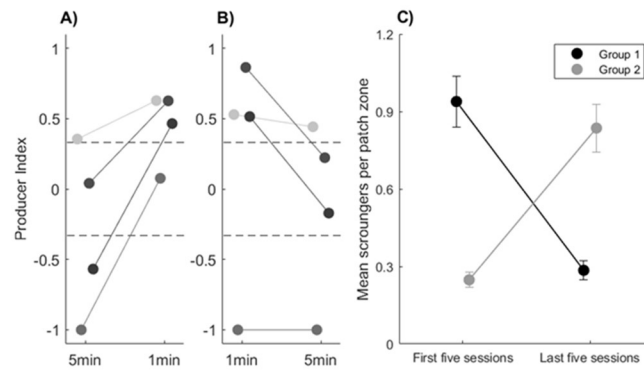 A)
B)
C)
Producer Index
1
0.5
0
-0.5
-1
5min
1min
1
0.5
0
-0.5
-1
1min
5min
Mean scroungers per patch zone
1.2
0.9
0.6
0.3
0
Group 1
Group 2
First five sessions
Last five sessions